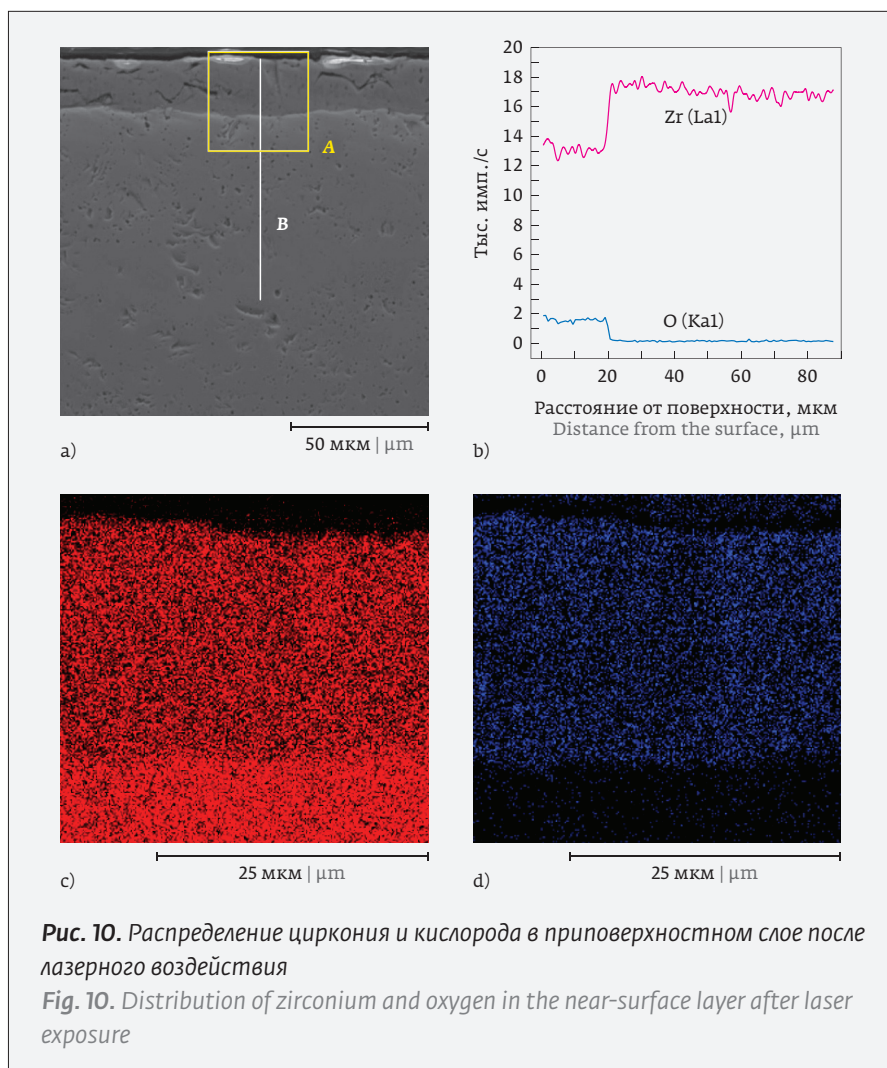 A
B
50 мкм | µm
a)
20
18
16
14
12
10
8
6
4
2
0
Тыс. имп./с
Zr (La1)
O (Ka1)
0 20 40 60 80
Расстояние от поверхности, мкм
Distance from the surface, µm
b)
25 мкм | µm
c)
25 мкм | µm
d)
Рис. 10. Распределение циркония и кислорода в приповерхностном слое после
лазерного воздействия
Fig. 10. Distribution of zirconium and oxygen in the near-surface layer after laser
exposure